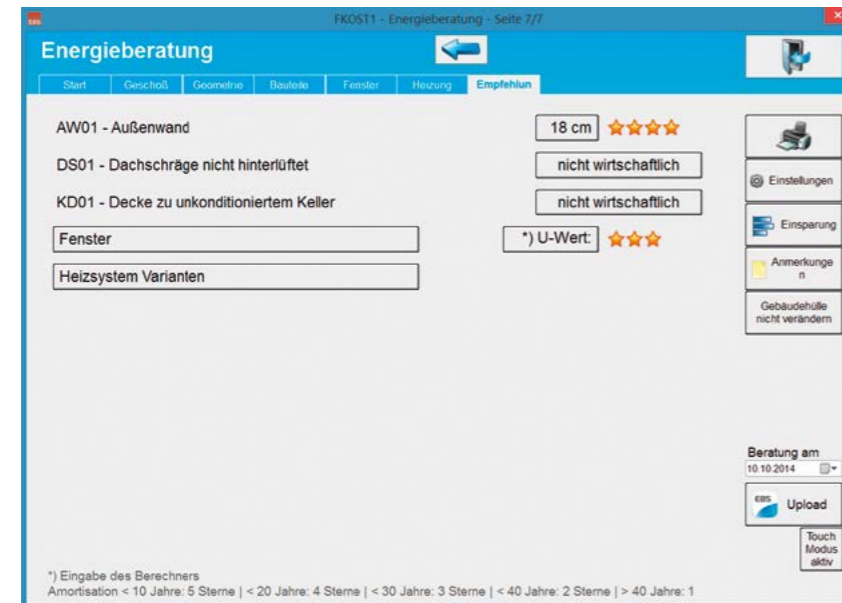 EBS
FKOST1 - Energieberatung - Seite 7/7
Energieberatung
Start Geschoß Geometrie Bauteile Fenster Heizung Empfehlun
AW01 - Außenwand 18 cm
DS01 - Dachschräge nicht hinterlüftet nicht wirtschaftlich
KD01 - Decke zu unkonditioniertem Keller nicht wirtschaftlich
Fenster *) U-Wert:
Heizsystem Varianten
Einstellungen
Einsparung
Anmerkunge
n
Gebäudehülle
nicht verändern
Beratung am
10.10.2014
EBS Upload
Touch
Modus
aktiv
*) Eingabe des Berechners
Amortisation < 10 Jahre: 5 Sterne | < 20 Jahre: 4 Sterne | < 30 Jahre: 3 Sterne | < 40 Jahre: 2 Sterne | > 40 Jahre: 1